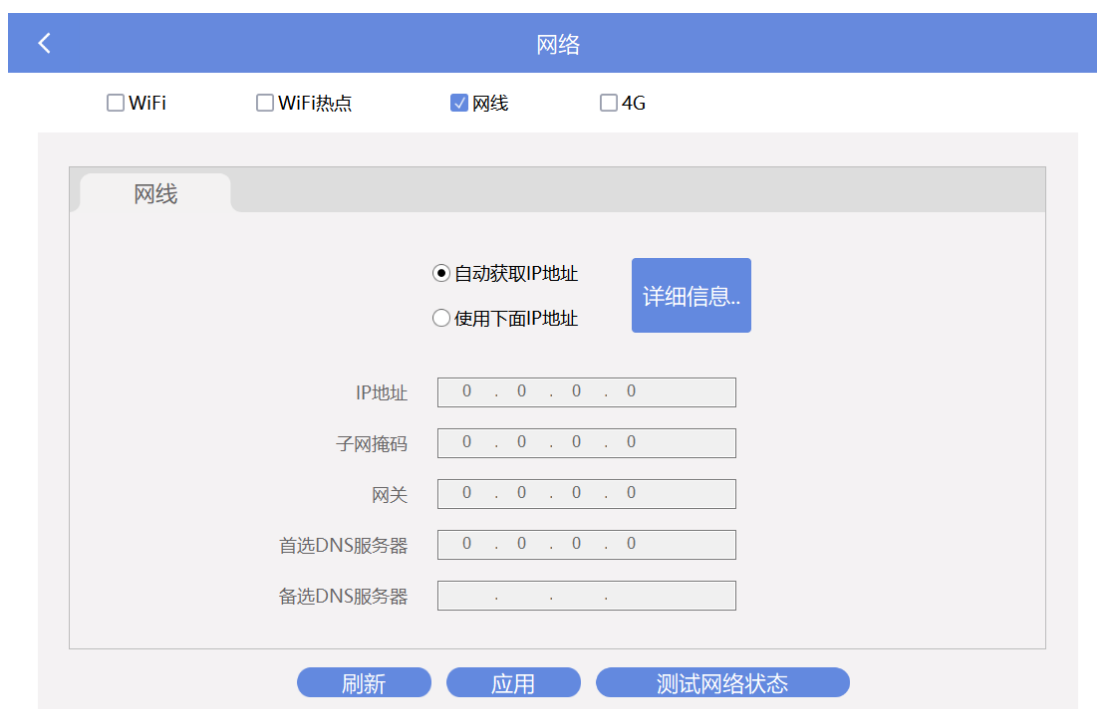 网络
WiFi WiFi热点 网线 4G
网线
自动获取IP地址
详细信息..
使用下面IP地址
IP地址 0 . 0 . 0 . 0
子网掩码 0 . 0 . 0 . 0
网关 0 . 0 . 0 . 0
首选DNS服务器 0 . 0 . 0 . 0
备选DNS服务器 . . .
刷新 应用 测试网络状态